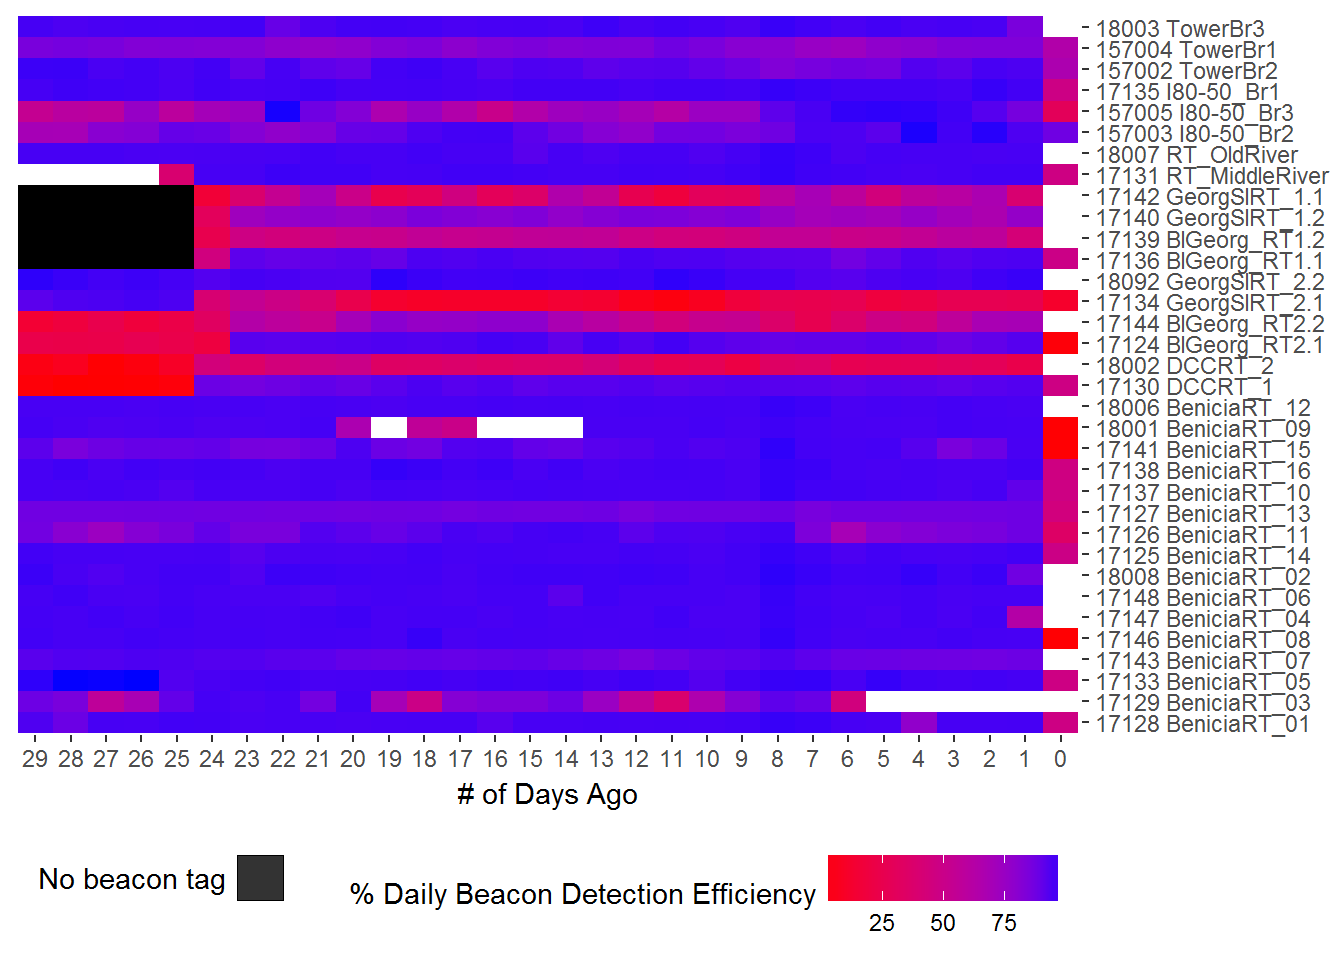 18003 TowerBr3
157004 TowerBr1
157002 TowerBr2
17135 I80-50_Br1
157005 I80-50_Br3
157003 I80-50_Br2
18007 RT_OldRiver
17131 RT_MiddleRiver
17142 GeorgSlRT_1.1
17140 GeorgSlRT_1.2
17139 BlGeorg_RT1.2
17136 BlGeorg_RT1.1
18092 GeorgSlRT_2.2
17134 GeorgSlRT_2.1
17144 BlGeorg_RT2.2
17124 BlGeorg_RT2.1
18002 DCCRT_2
17130 DCCRT_1
18006 BeniciaRT_12
18001 BeniciaRT_09
17141 BeniciaRT_15
17138 BeniciaRT_16
17137 BeniciaRT_10
17127 BeniciaRT_13
17126 BeniciaRT_11
17125 BeniciaRT_14
18008 BeniciaRT_02
17148 BeniciaRT_06
17147 BeniciaRT_04
17146 BeniciaRT_08
17143 BeniciaRT_07
17133 BeniciaRT_05
17129 BeniciaRT_03
17128 BeniciaRT_01
29 28 27 26 25 24 23 22 21 20 19 18 17 16 15 14 13 12 11 10 9 8 7 6 5 4 3 2 1 0
# of Days Ago
No beacon tag
% Daily Beacon Detection Efficiency
25 50 75